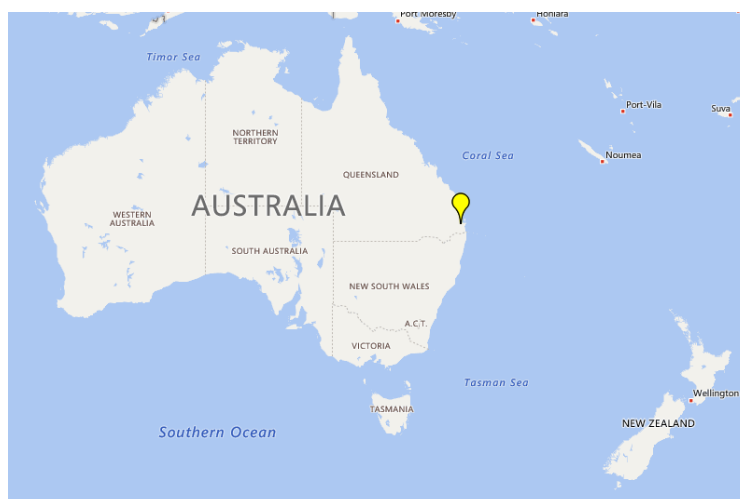 Port Moresby
Honiara
Timor Sea
Port-Vila
Suva
NORTHERN
TERRITORY
Coral Sea
Noumea
QUEENSLAND
AUSTRALIA
WESTERN
AUSTRALIA
SOUTH AUSTRALIA
NEW SOUTH WALES
A.C.T.
VICTORIA
Tasman Sea
Wellington
TASMANIA
NEW ZEALAND
Southern Ocean